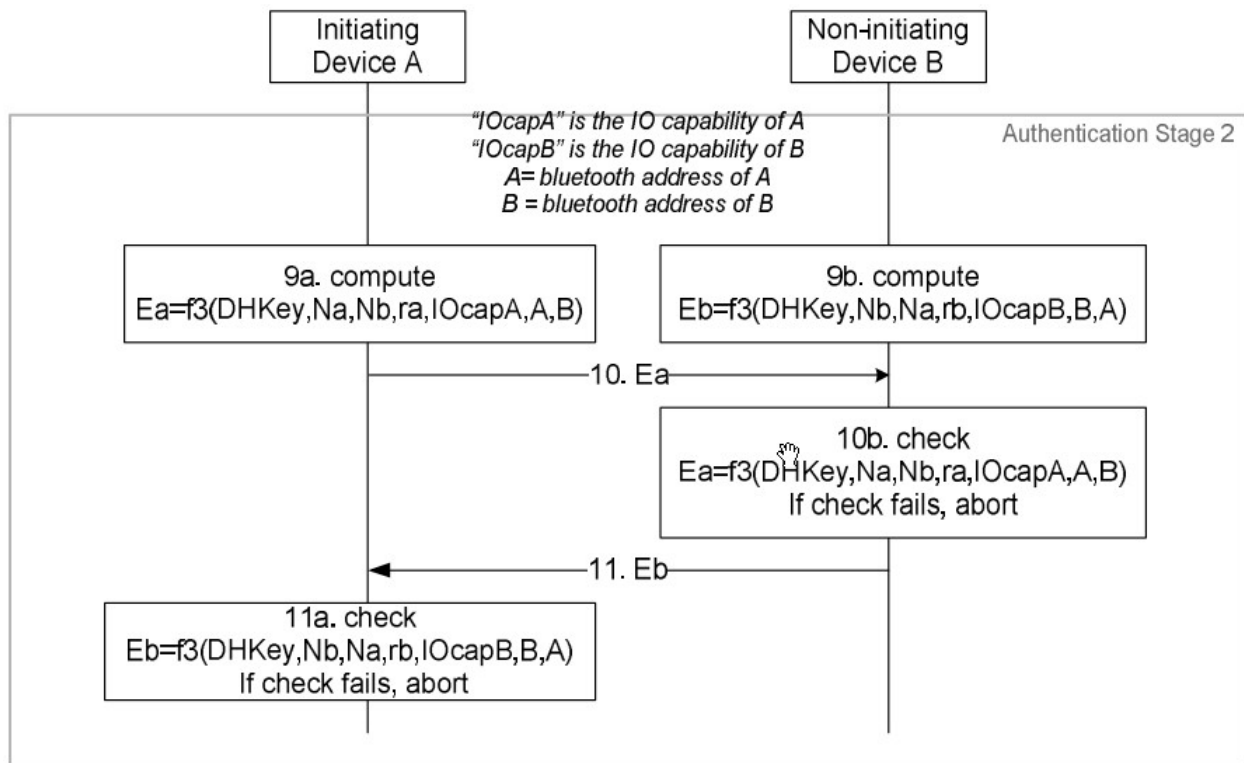 Initiating
Device A
Non-initiating
Device B
Authentication Stage 2
“IOcapA” is the IO capability of A
“IOcapB” is the IO capability of B
A= bluetooth address of A
B = bluetooth address of B
9a. compute
Ea=f3(DHKey,Na,Nb,ra,IOcapA,A,B)
9b. compute
Eb=f3(DHKey,Nb,Na,rb,IOcapB,B,A)
10. Ea
10b. check
Ea=f3(DHKey,Na,Nb,ra,IOcapA,A,B)
If check fails, abort
11. Eb
11a. check
Eb=f3(DHKey,Nb,Na,rb,IOcapB,B,A)
If check fails, abort